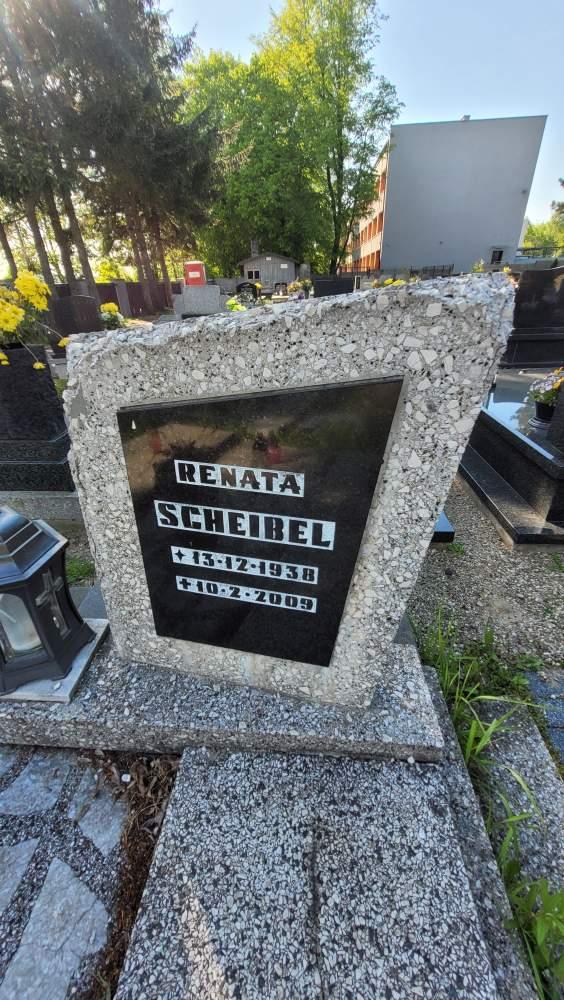 RENATA
SCHEIBEL
✦13·12·1938
✝10·2·2009